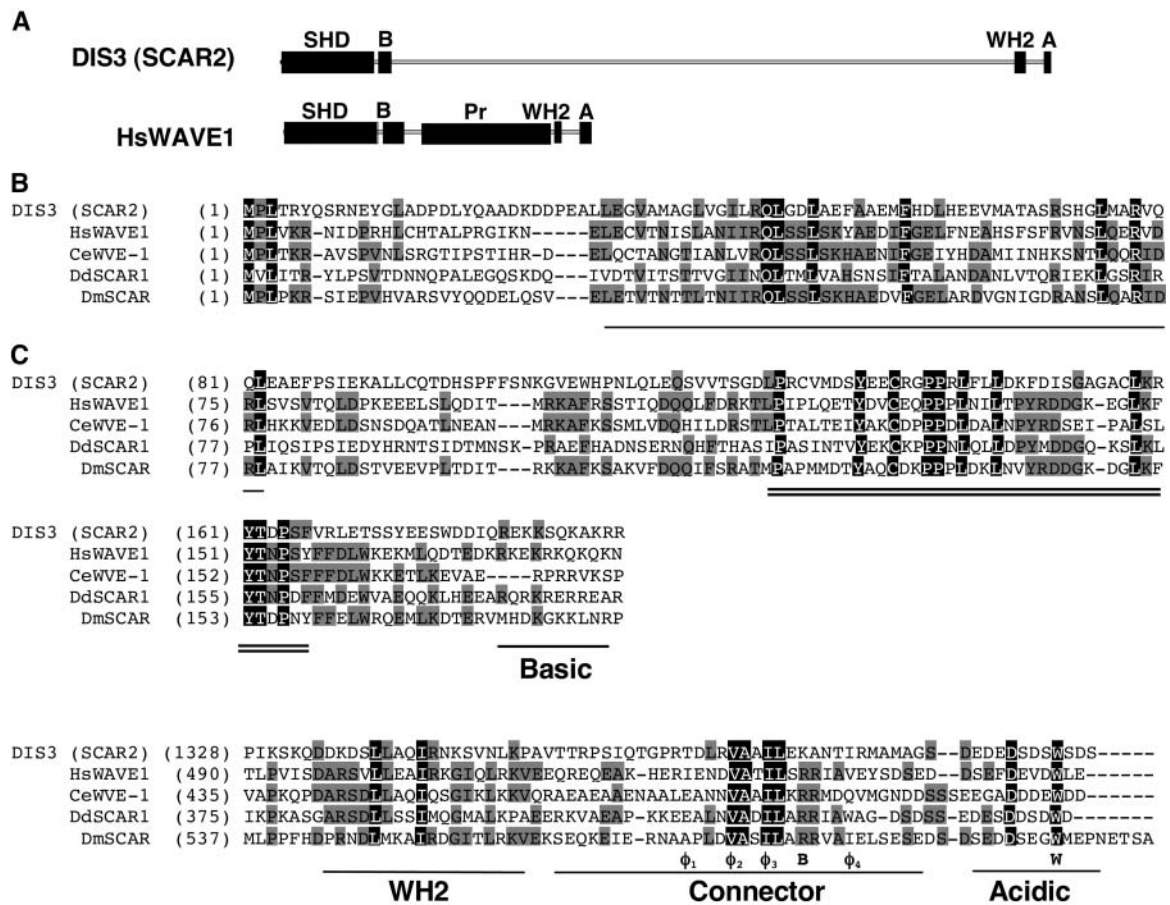 A
SHD B WH2 A
DIS3 (SCAR2)
SHD B Pr WH2 A
HsWAVE1
B
DIS3 (SCAR2) (1) MPLTRYQSRNEYGLADPDLYQAADKDDPEALLEGVAMAGLVGILRQLGDLAEFAAEMFHDLHEEVMATASRSHGLMARVQ
HsWAVE1 (1) MPLVKR-NIDPRHLCHTALPRGIKN-----ELECVTNISLANIIRQLSSLSKYAEDIFGELFNEAHSFSFRVNSLQERVD
CeWVE-1 (1) MPLTKR-AVSPVNLSRGTIPSTIHR-D---ELQCTANGTIANLVRQLSSLSKHAENIFGEIYHDAMIINHKSNTLQQRID
DdSCAR1 (1) MVLITR-YLPSVTDNNQPALEGQSKDQ---IVDTVITSTTVGIINQLTMLVAHSNSIFTALANDANLVTQRIEKLGSRIR
DmSCAR (1) MPLPKR-SIEPVHVARSVYQQDELQSV---ELETVTNTTLTNIIRQLSSLSKHAEDVFGELARDVGNIGDRANSLQARID
C
DIS3 (SCAR2) (81) QLEAEFPSIEKALLCQTDHSPFFSNKGVEWHPNLQLEQSVVTSGDLPRCVMDSYEECRGPPRLFLLDKFDISGAGACLKR
HsWAVE1 (75) RLSVSVTQLDPKEEELSLQDIT---MRKAFRSSTIQDQQLFDRKTLPIPLQETYDVCEQPPPLNILTPYRDDGK-EGLKF
CeWVE-1 (76) RLHKKVEDLDSNSDQATLNEAN---MRKAFKSSMLVDQHILDRSTLPTALTEIYAKCDPPPDLDALNPYRDSEI-PALSL
DdSCAR1 (77) PLIQSIPSIEDYHRNTSIDTMNSK-PRAEFHADNSERNQHFTHASIPASINTVYEKCKPPPNLQLLDPYMDDGQ-KSLKL
DmSCAR (77) RLAIKVTQLDSTVEEVPLTDIT---RKKAFKSAKVFDQQIFSRATMPAPMMDTYAQCDKPPPLDKLNVYRDDGK-DGLKF
DIS3 (SCAR2) (161) YTDPSFVRLETSSYEESWDDIQREKKSQKAKRR
HsWAVE1 (151) YTNPSYFFDLWKEKMLQDTEDKRKEKRKQKQKN
CeWVE-1 (152) YTNPSFFFDLWKKETLKEVAE----RPRRVKSP
DdSCAR1 (155) YTNPDFFMDEWVAEQQKLHEEARQRKRERREAR
DmSCAR (153) YTDPNYFFELWRQEMLKDTERVMHDKGKKLNRP
Basic
DIS3 (SCAR2) (1328) PIKSKQDDKDSLLAQIRNKSVNLKPAVTTRPSIQTGPRTDLRVAAILEKANTIRMAMAGS--DEDEDSDSWSDS-----
HsWAVE1 (490) TLPVISDARSVLLEAIRKGIQLRKVEEQREQEAK-HERIENDVATILSRRIAVEYSDSED--DSEFDEVDWLE------
CeWVE-1 (435) VAPKQPDARSDLLAQIQSGIKLKKVQRAEAEAAENAALEANNVAAILKRRMDQVMGNDDSSSEEGADDDEWDD------
DdSCAR1 (375) IKPKASGARSDLLSSIMQGMALKPAEERKVAEAP-KKEEALNVADILARRIAWAG-DSDSS-EDESDDSDWD------
DmSCAR (537) MLPPFHDPRNDLMKAIRDGITLRKVEKSEQKEIE-RNAAPLDVASILARRVAIELSESEDS-DSEDDSEGWMEPNETSA
ϕ1 ϕ2 ϕ3 B ϕ4 W
WH2 Connector Acidic